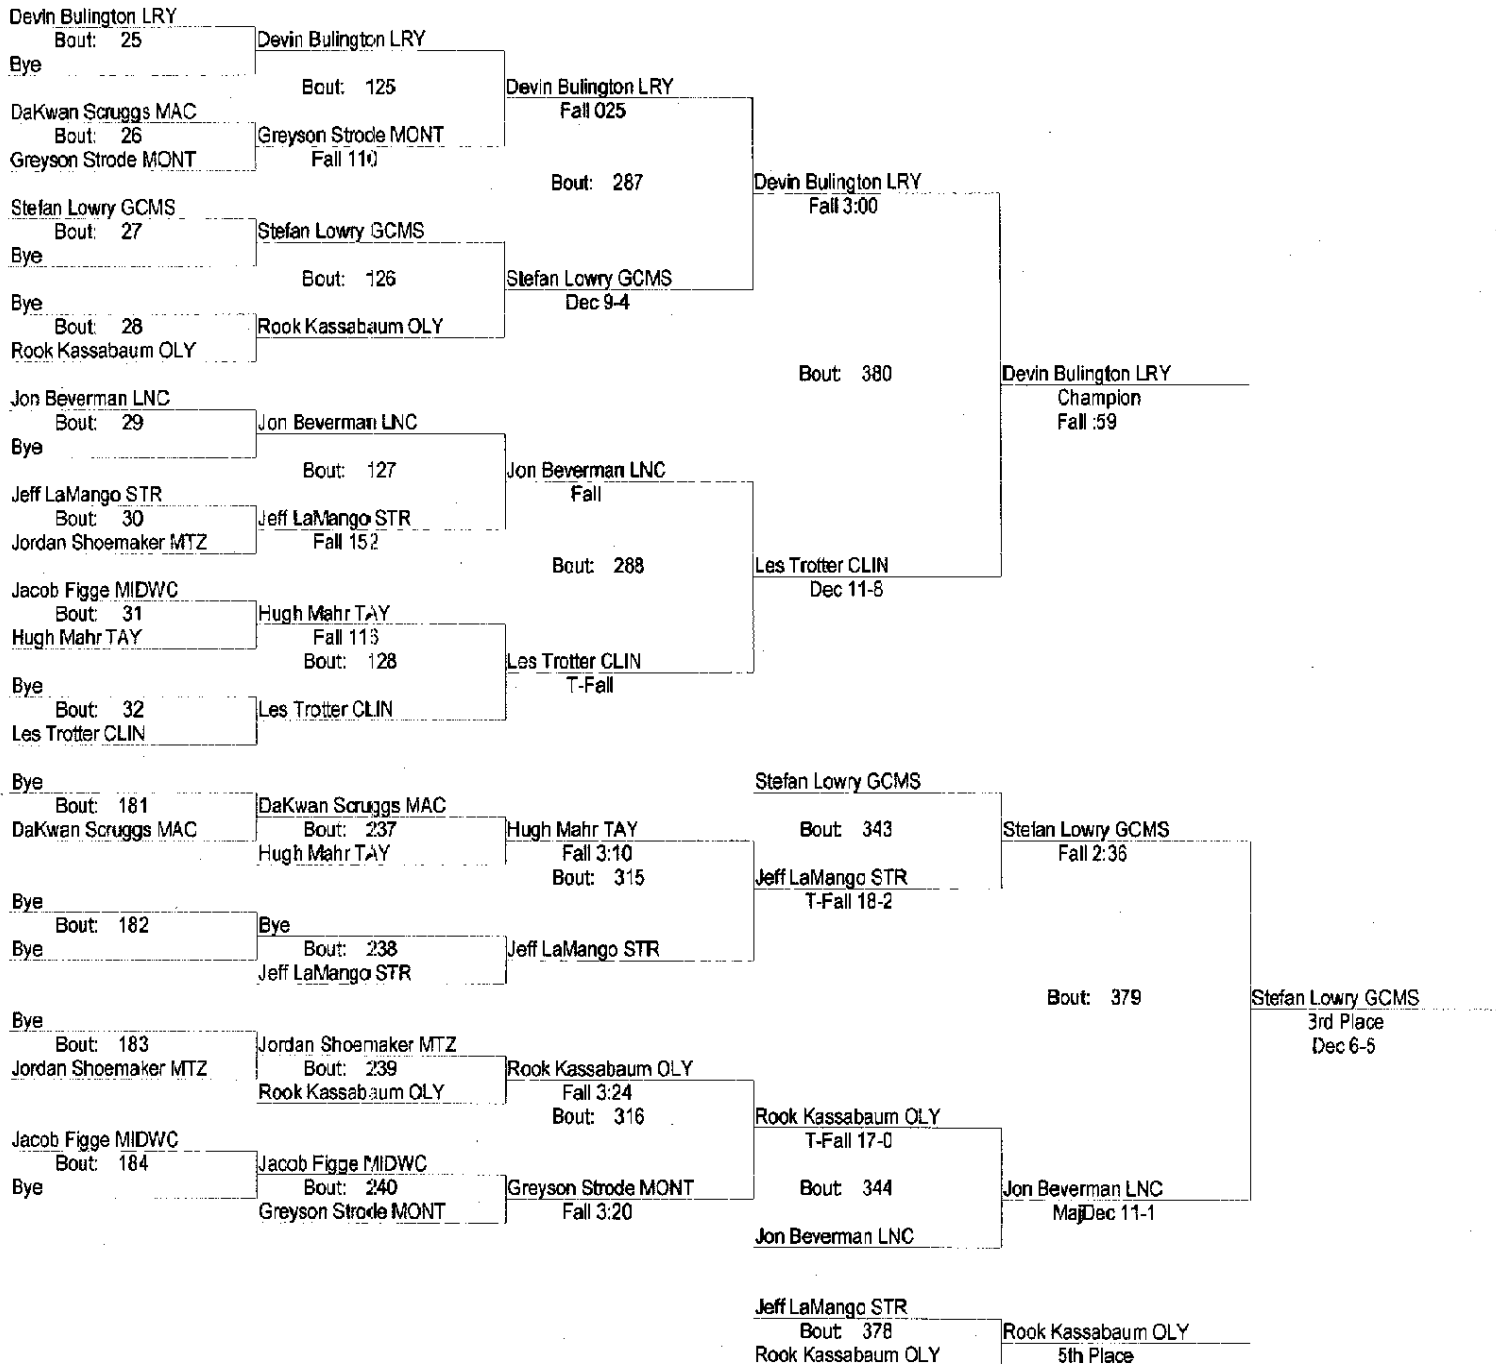 Devin Bulington LRY
Bout: 25
Bye
Devin Bulington LRY
Bout: 125
DaKwan Scruggs MAC
Bout: 26
Greyson Strode MONT
Greyson Strode MONT
Fall 110
Devin Bulington LRY
Fall 025
Bout: 287
Stefan Lowry GCMS
Bout: 27
Bye
Stefan Lowry GCMS
Bout: 126
Bye
Bout: 28
Rook Kassabaum OLY
Rook Kassabaum OLY
Stefan Lowry GCMS
Dec 9-4
Devin Bulington LRY
Fall 3:00
Bout: 380
Jon Beverman LNC
Bout: 29
Bye
Jon Beverman LNC
Bout: 127
Jeff LaMango STR
Bout: 30
Jordan Shoemaker MTZ
Jeff LaMango STR
Fall 152
Jon Beverman LNC
Fall
Bout: 288
Jacob Figge MIDWC
Bout: 31
Hugh Mahr TAY
Hugh Mahr TAY
Fall 116
Bout: 128
Bye
Bout: 32
Les Trotter CLIN
Les Trotter CLIN
Les Trotter CLIN
T-Fall
Les Trotter CLIN
Dec 11-8
Devin Bulington LRY
Champion
Fall :59
Bye
Bout: 181
DaKwan Scruggs MAC
DaKwan Scruggs MAC
Bout: 237
Hugh Mahr TAY
Hugh Mahr TAY
Fall 3:10
Bout: 315
Bye
Bout: 182
Bye
Bye
Bout: 238
Jeff LaMango STR
Jeff LaMango STR
Stefan Lowry GCMS
Bout: 343
Jeff LaMango STR
T-Fall 18-2
Stefan Lowry GCMS
Fall 2:36
Bout: 379
Bye
Bout: 183
Jordan Shoemaker MTZ
Jordan Shoemaker MTZ
Bout: 239
Rook Kassabaum OLY
Rook Kassabaum OLY
Fall 3:24
Bout: 316
Jacob Figge MIDWC
Bout: 184
Bye
Jacob Figge MIDWC
Bout: 240
Greyson Strode MONT
Greyson Strode MONT
Fall 3:20
Rook Kassabaum OLY
T-Fall 17-0
Bout: 344
Jon Beverman LNC
Jon Beverman LNC
MajDec 11-1
Stefan Lowry GCMS
3rd Place
Dec 6-5
Jeff LaMango STR
Bout: 378
Rook Kassabaum OLY
Rook Kassabaum OLY
5th Place